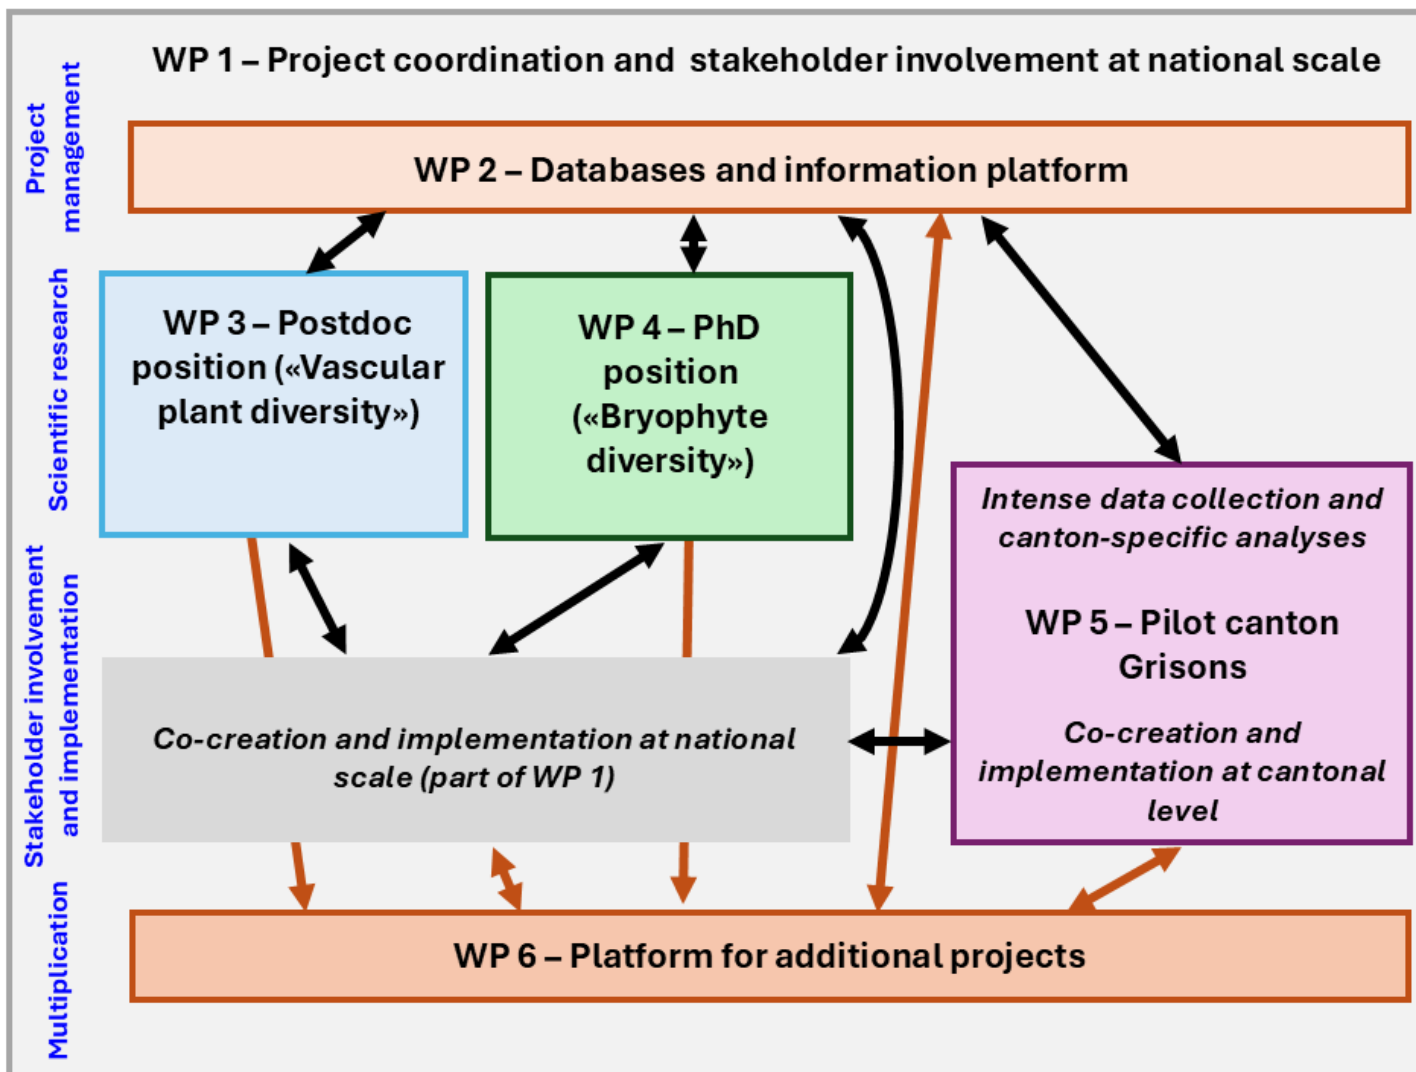 WP 1 – Project coordination and stakeholder involvement at national scale
Project
management
WP 2 – Databases and information platform
Scientific research
WP 3 – Postdoc
position («Vascular
plant diversity»)
WP 4 – PhD
position
(«Bryophyte
diversity»)
Intense data collection and
canton-specific analyses
WP 5 – Pilot canton
Grisons
Co-creation and
implementation at cantonal
level
Stakeholder involvement
and implementation
Co-creation and implementation at national
scale (part of WP 1)
Multiplication
WP 6 – Platform for additional projects